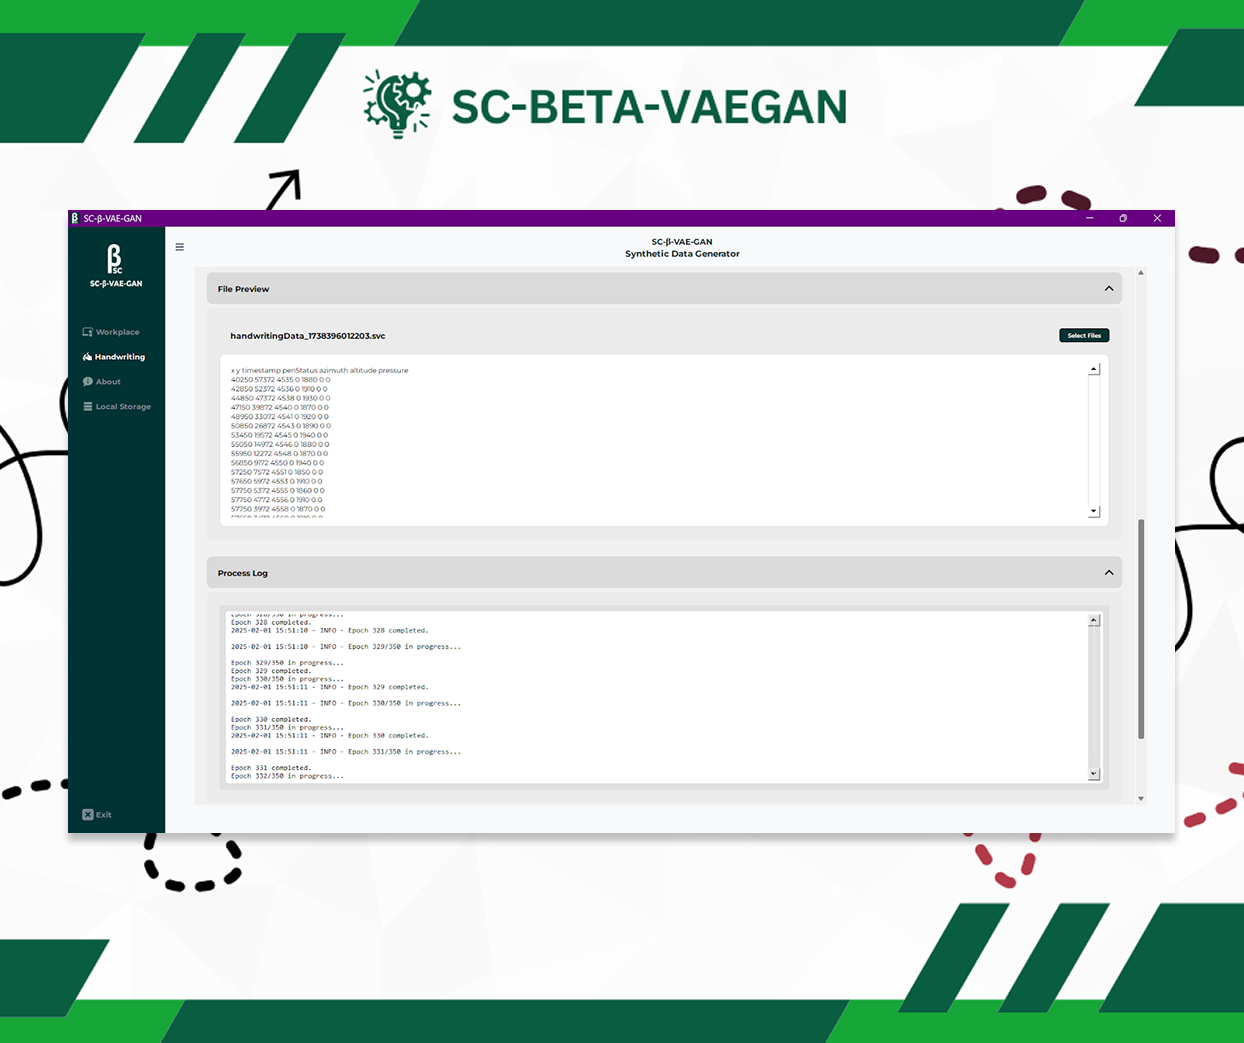 SC-BETA-VAEGAN
β SC-β-VAE-GAN
SC-β-VAE-GAN
Synthetic Data Generator
β
SC
SC-β-VAE-GAN
Workplace
Handwriting
About
Local Storage
Exit
File Preview
handwritingData_1738396012203.svc
Select Files
x y timestamp penStatus azimuth altitude pressure
40250 57372 4535 0 1880 0 0
42850 52372 4536 0 1910 0 0
44850 47372 4538 0 1930 0 0
47150 39872 4540 0 1870 0 0
48950 33072 4541 0 1920 0 0
50850 26872 4543 0 1890 0 0
53450 19572 4545 0 1940 0 0
55050 14972 4546 0 1880 0 0
55950 12272 4548 0 1870 0 0
56850 9172 4550 0 1940 0 0
57250 7572 4551 0 1850 0 0
57650 5972 4553 0 1910 0 0
57750 5372 4555 0 1860 0 0
57750 4772 4556 0 1910 0 0
57750 3972 4558 0 1870 0 0
Process Log
Epoch 328/350 in progress...
Epoch 328 completed.
2025-02-01 15:51:10 - INFO - Epoch 328 completed.
2025-02-01 15:51:10 - INFO - Epoch 329/350 in progress...
Epoch 329/350 in progress...
Epoch 329 completed.
Epoch 330/350 in progress...
2025-02-01 15:51:11 - INFO - Epoch 329 completed.
2025-02-01 15:51:11 - INFO - Epoch 330/350 in progress...
Epoch 330 completed.
Epoch 331/350 in progress...
2025-02-01 15:51:11 - INFO - Epoch 330 completed.
2025-02-01 15:51:11 - INFO - Epoch 331/350 in progress...
Epoch 331 completed.
Epoch 332/350 in progress...